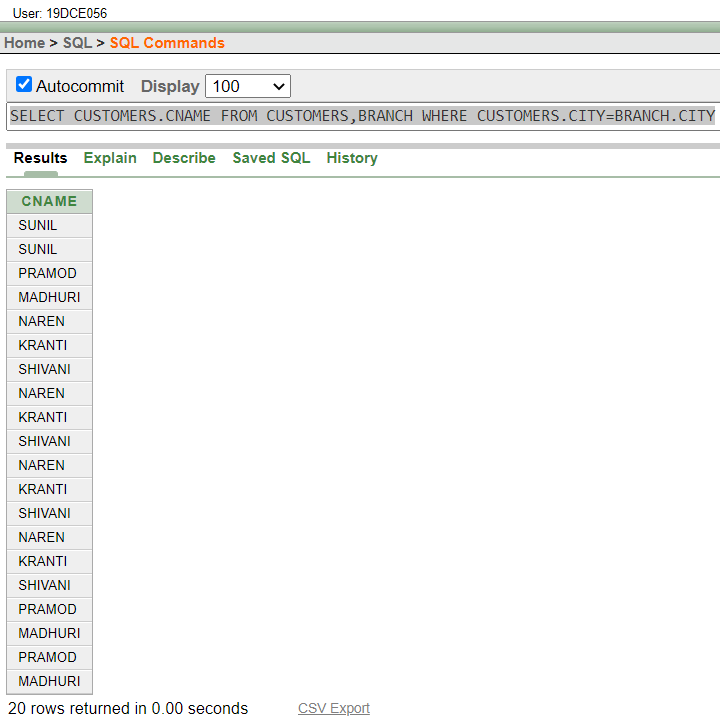 User: 19DCE056
Home > SQL > SQL Commands
Autocommit Display 100
SELECT CUSTOMERS.CNAME FROM CUSTOMERS,BRANCH WHERE CUSTOMERS.CITY=BRANCH.CITY
Results Explain Describe Saved SQL History
CNAME
SUNIL
SUNIL
PRAMOD
MADHURI
NAREN
KRANTI
SHIVANI
NAREN
KRANTI
SHIVANI
NAREN
KRANTI
SHIVANI
NAREN
KRANTI
SHIVANI
PRAMOD
MADHURI
PRAMOD
MADHURI
20 rows returned in 0.00 seconds CSV Export